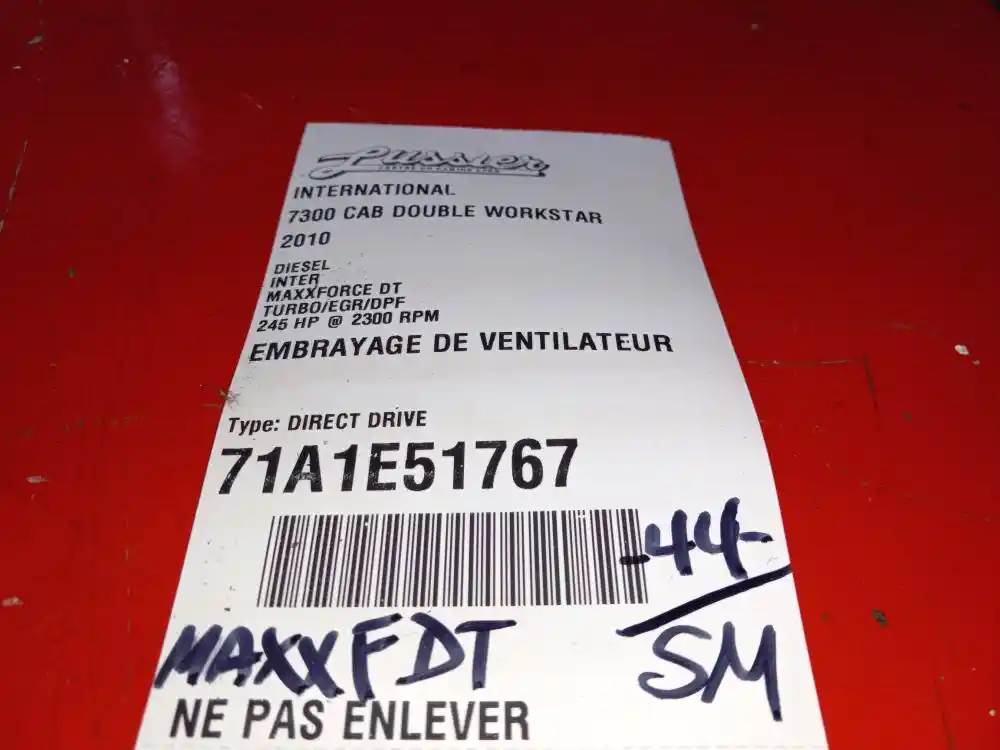 Lussier
INTERNATIONAL
7300 CAB DOUBLE WORKSTAR
2010
DIESEL
INTER
MAXXFORCE DT
TURBO/EGR/DPF
245 HP @ 2300 RPM
EMBRAYAGE DE VENTILATEUR
Type: DIRECT DRIVE
71A1E51767
-44-
SM
MAXXFDT
NE PAS ENLEVER